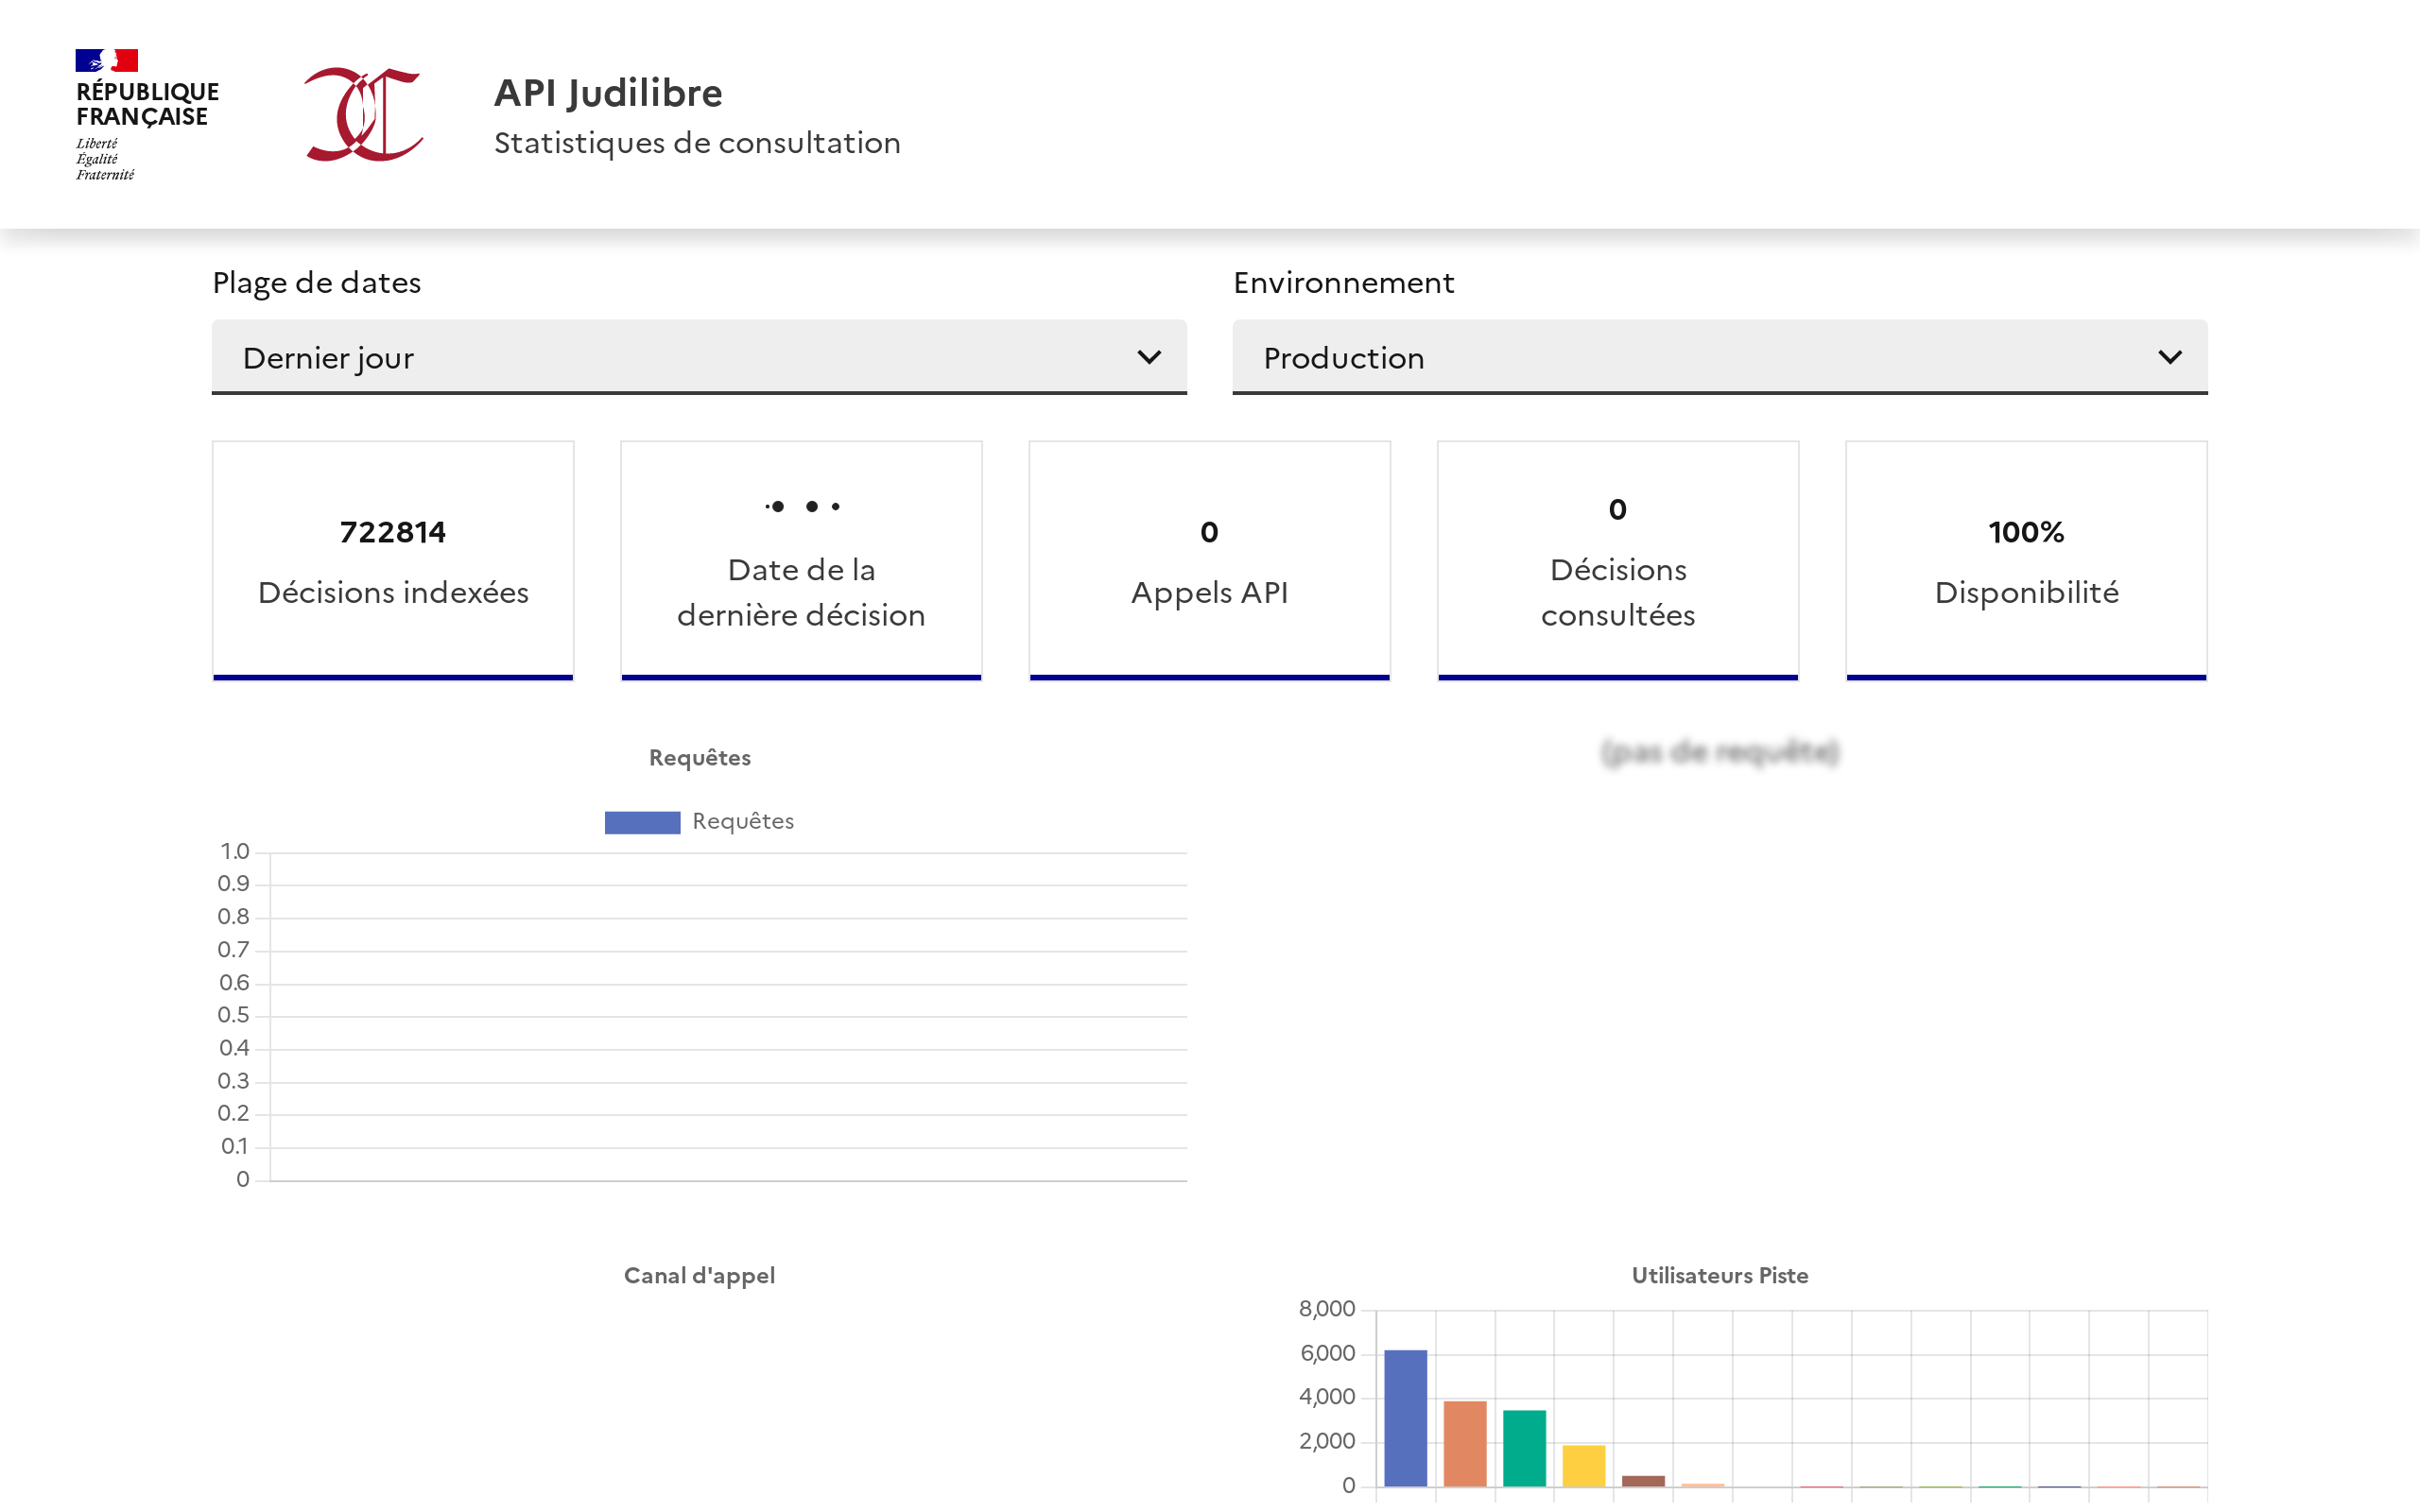 RÉPUBLIQUE
FRANÇAISE
Liberté
Égalité
Fraternité
API Judilibre
Statistiques de consultation
Plage de dates
Dernier jour
Environnement
Production
722814
Décisions indexées
Date de la
dernière décision
0
Appels API
0
Décisions
consultées
100%
Disponibilité
Requêtes
Requêtes
1.0
0.9
0.8
0.7
0.6
0.5
0.4
0.3
0.2
0.1
0
(pas de requête)
Canal d'appel
Utilisateurs Piste
8,000
6,000
4,000
2,000
0